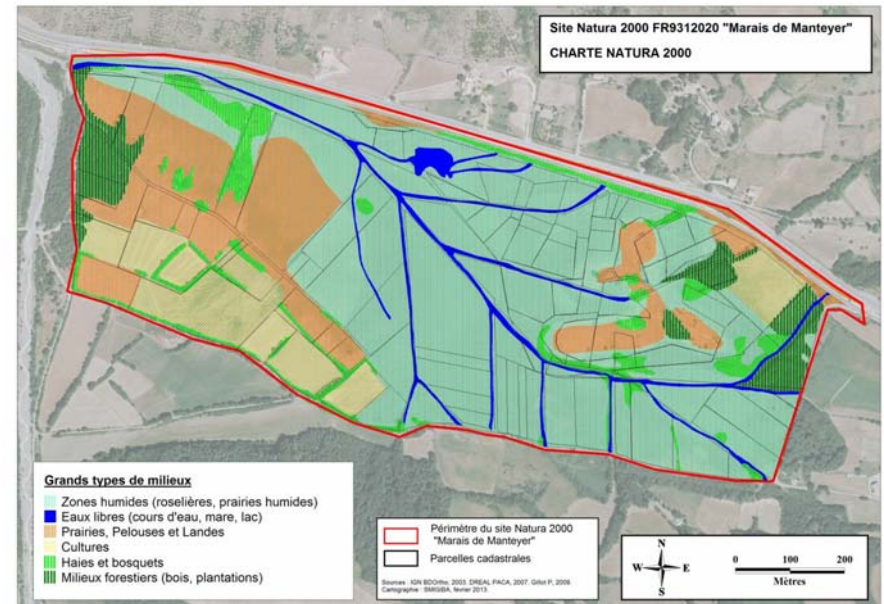 Site Natura 2000 FR9312020 "Marais de Manteyer"
CHARTE NATURA 2000
Grands types de milieux
Zones humides (roselières, prairies humides)
Eaux libres (cours d'eau, mare, lac)
Prairies, Pelouses et Landes
Cultures
Haies et bosquets
Milieux forestiers (bois, plantations)
Périmètre du site Natura 2000
"Marais de Manteyer"
Parcelles cadastrales
Sources : IGN BDOrtho, 2003. DREAL PACA, 2007. Gillot P, 2009.
Cartographie : SMIGIBA, février 2013.
N
W E
S
0 100 200
Mètres